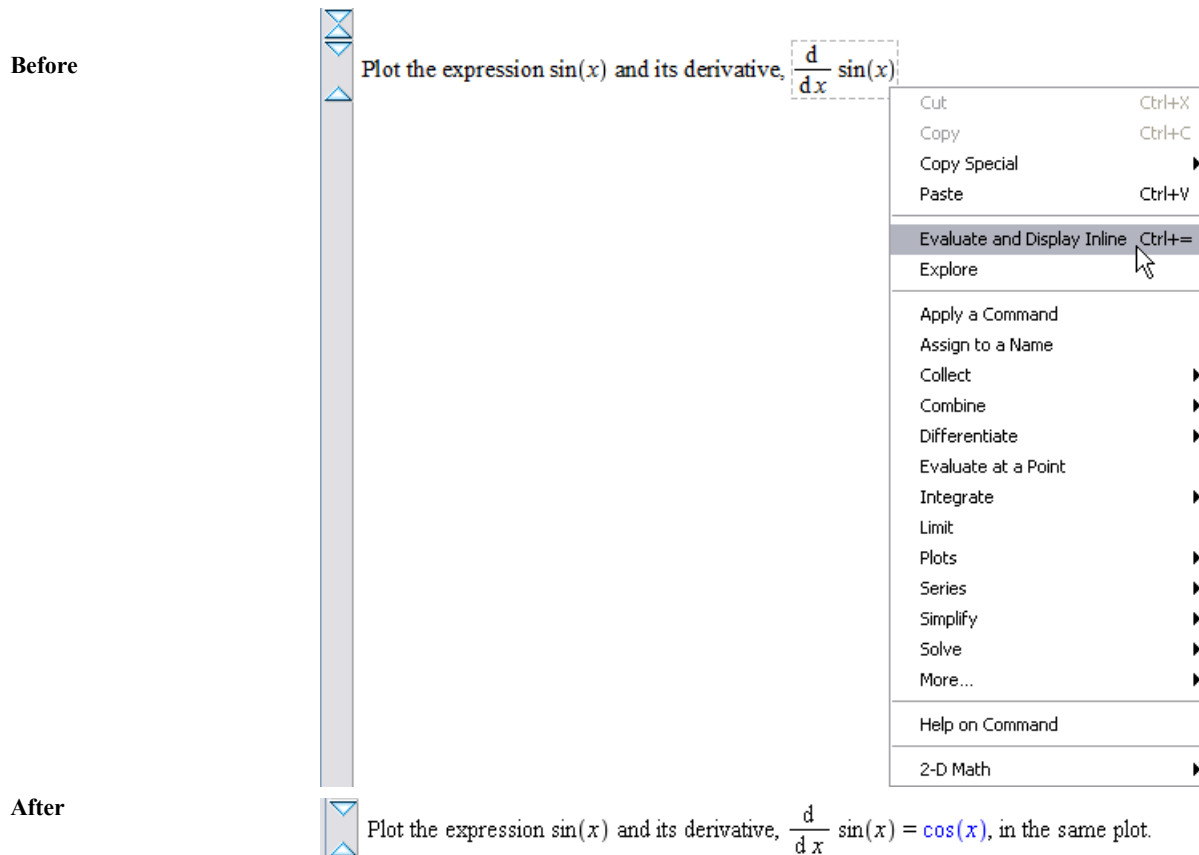 Before
Plot the expression sin(x) and its derivative, d/dx sin(x)
Cut Ctrl+X
Copy Ctrl+C
Copy Special
Paste Ctrl+V
Evaluate and Display Inline Ctrl+=
Explore
Apply a Command
Assign to a Name
Collect
Combine
Differentiate
Evaluate at a Point
Integrate
Limit
Plots
Series
Simplify
Solve
More...
Help on Command
2-D Math
After
Plot the expression sin(x) and its derivative, d/dx sin(x) = cos(x), in the same plot.